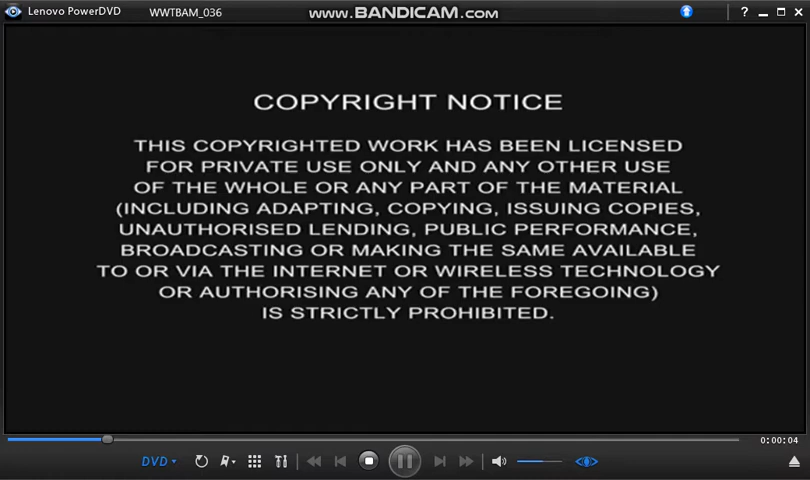 Lenovo PowerDVD
WWTBAM_036
www.BANDICAM.com
?
COPYRIGHT NOTICE
THIS COPYRIGHTED WORK HAS BEEN LICENSED
FOR PRIVATE USE ONLY AND ANY OTHER USE
OF THE WHOLE OR ANY PART OF THE MATERIAL
(INCLUDING ADAPTING, COPYING, ISSUING COPIES,
UNAUTHORISED LENDING, PUBLIC PERFORMANCE,
BROADCASTING OR MAKING THE SAME AVAILABLE
TO OR VIA THE INTERNET OR WIRELESS TECHNOLOGY
OR AUTHORISING ANY OF THE FOREGOING)
IS STRICTLY PROHIBITED.
0:00:04
DVD